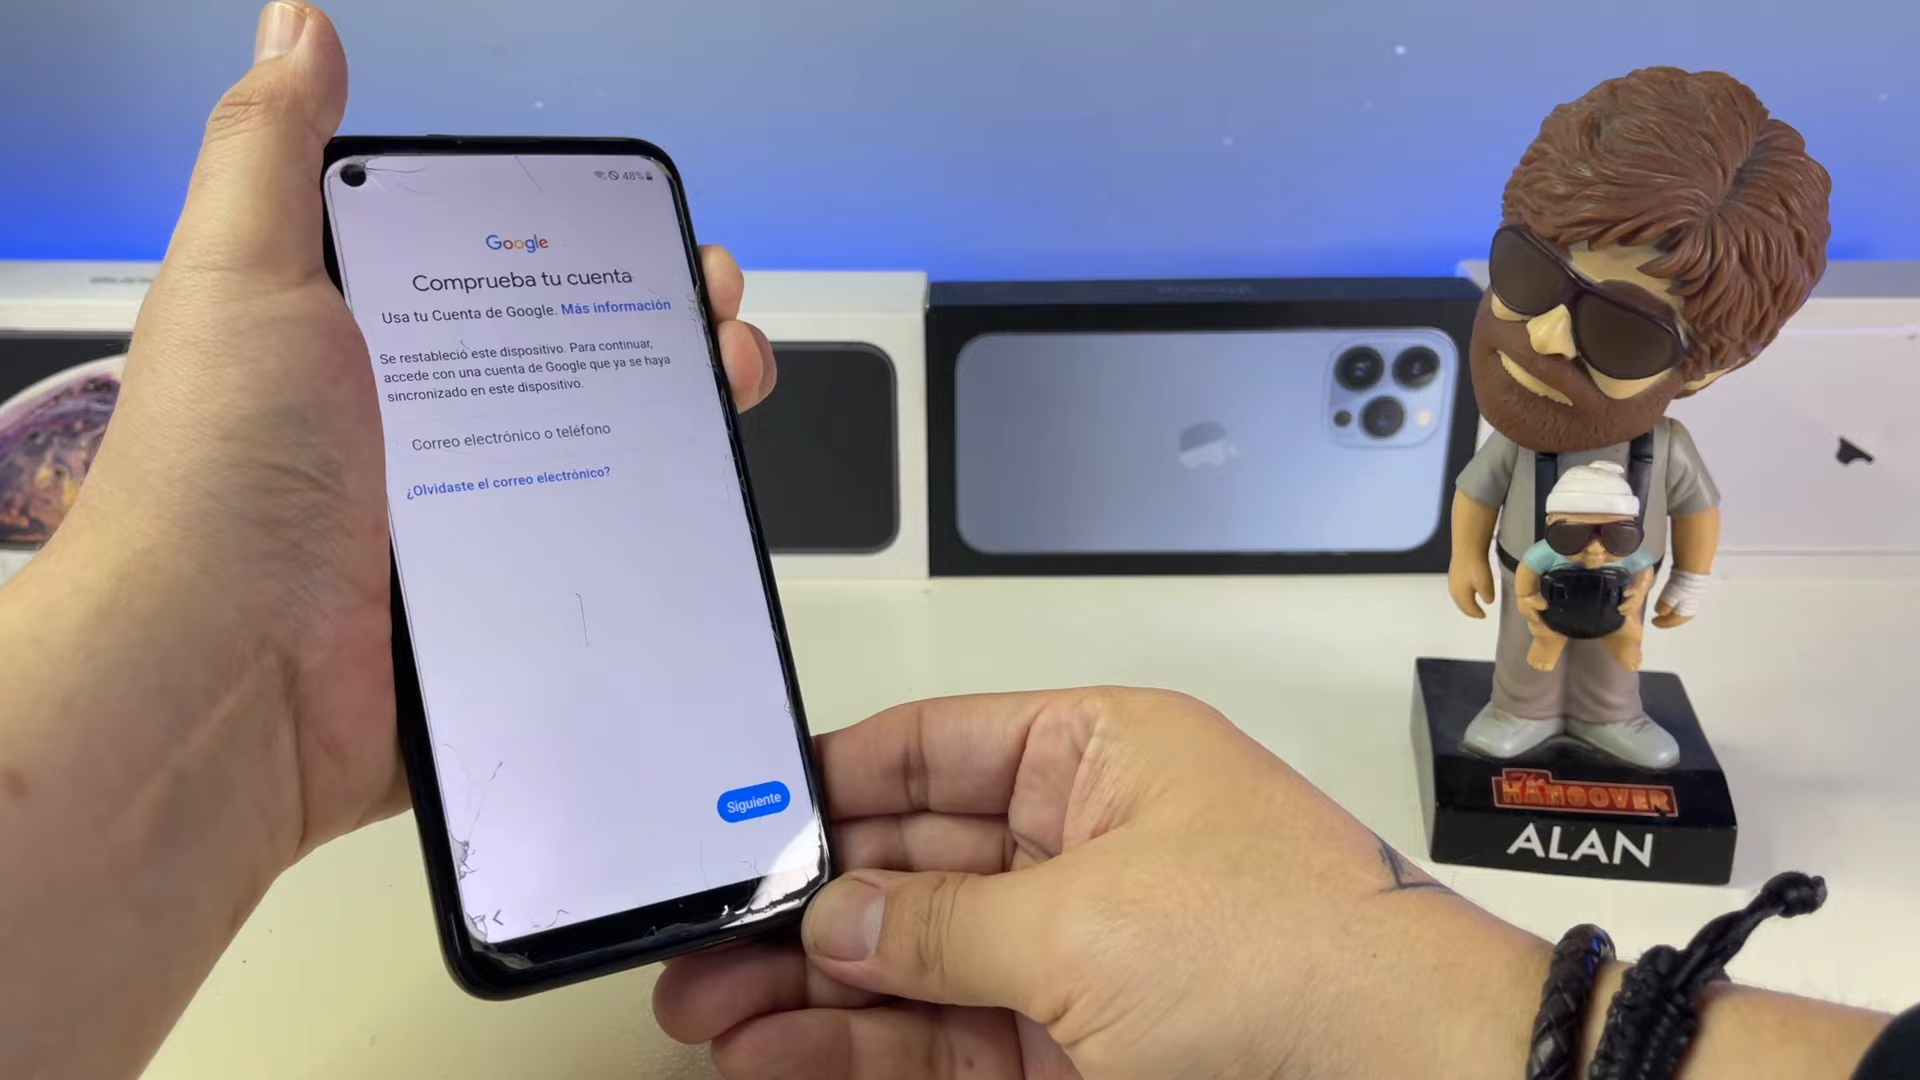 48%
Google
Comprueba tu cuenta
Usa tu Cuenta de Google. Más información
Se restableció este dispositivo. Para continuar,
accede con una cuenta de Google que ya se haya
sincronizado en este dispositivo.
Correo electrónico o teléfono
¿Olvidaste el correo electrónico?
Siguiente
The
HANGOVER
ALAN